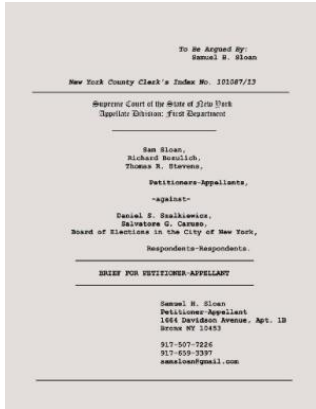 To Be Argued By:
Samuel H. Sloan
New York County Clerk's Index No. 101087/13
Supreme Court of the State of New York
Appellate Division: First Department
Sam Sloan,
Richard Bozulich,
Thomas R. Stevens,
Petitioners-Appellants,
-against-
Daniel S. Szalkiewicz,
Salvatore G. Caruso,
Board of Elections in the City of New York,
Respondents-Respondents.
BRIEF FOR PETITIONER-APPELLANT
Samuel H. Sloan
Petitioner-Appellant
1664 Davidson Avenue, Apt. 1B
Bronx NY 10453
917-507-7226
917-659-3397
samsloan@gmail.com